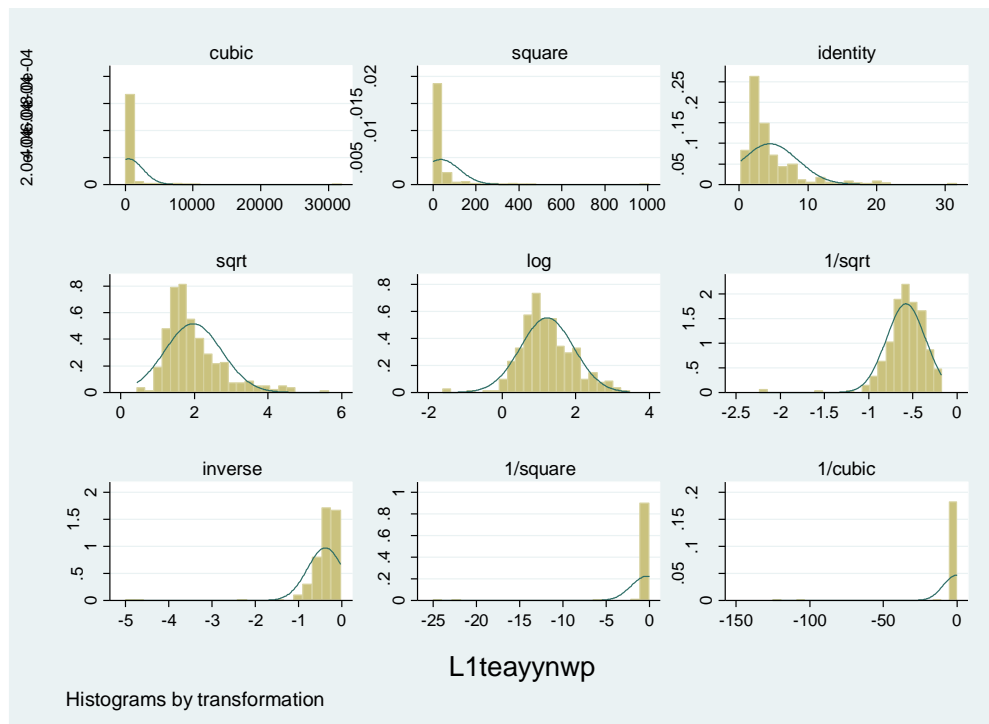 cubic
square
identity
0
0 .005 .01 .015 .02
0 .05 .1 .15 .2 .25
0 10000 20000 30000
0 200 400 600 800 1000
0 10 20 30
sqrt
log
1/sqrt
0 .2 .4 .6 .8
0 .2 .4 .6 .8
0 .5 1 1.5 2
0 2 4 6
-2 0 2 4
-2.5 -2 -1.5 -1 -.5 0
inverse
1/square
1/cubic
0 .5 1 1.5 2
0 .2 .4 .6 .8 1
0 .05 .1 .15 .2
-5 -4 -3 -2 -1 0
-25 -20 -15 -10 -5 0
-150 -100 -50 0
L1teayynwp
Histograms by transformation